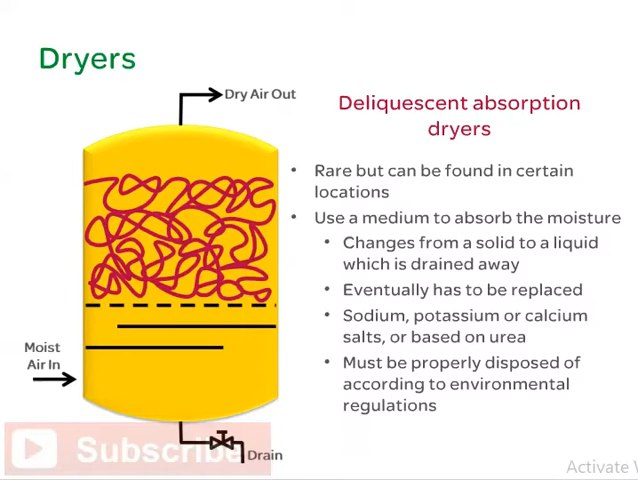 Dryers
Dry Air Out
Deliquescent absorption
dryers
• Rare but can be found in certain
locations
• Use a medium to absorb the moisture
• Changes from a solid to a liquid
which is drained away
• Eventually has to be replaced
• Sodium, potassium or calcium
salts, or based on urea
• Must be properly disposed of
according to environmental
regulations
Moist
Air In
Subscribe
Drain
Activate